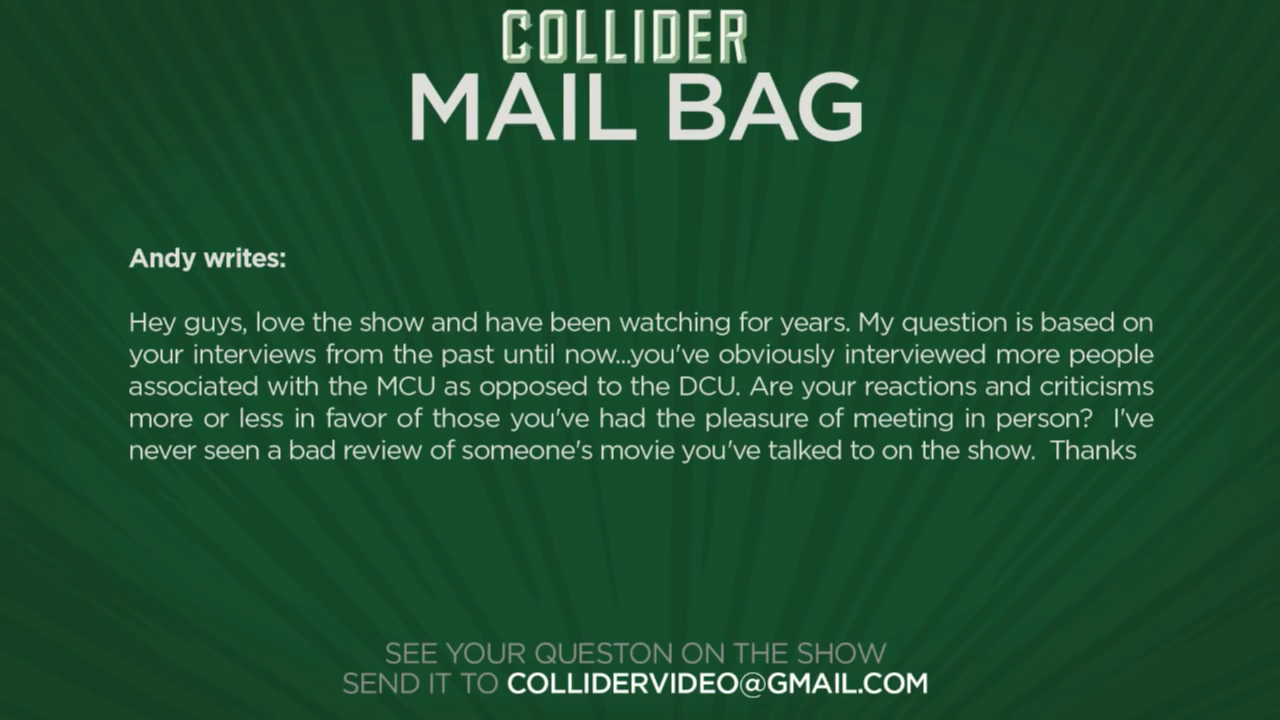 COLLIDER
MAIL BAG
Andy writes:
Hey guys, love the show and have been watching for years. My question is based on
your interviews from the past until now...you've obviously interviewed more people
associated with the MCU as opposed to the DCU. Are your reactions and criticisms
more or less in favor of those you've had the pleasure of meeting in person?  I've
never seen a bad review of someone's movie you've talked to on the show.  Thanks
SEE YOUR QUESTON ON THE SHOW
SEND IT TO COLLIDERVIDEO@GMAIL.COM